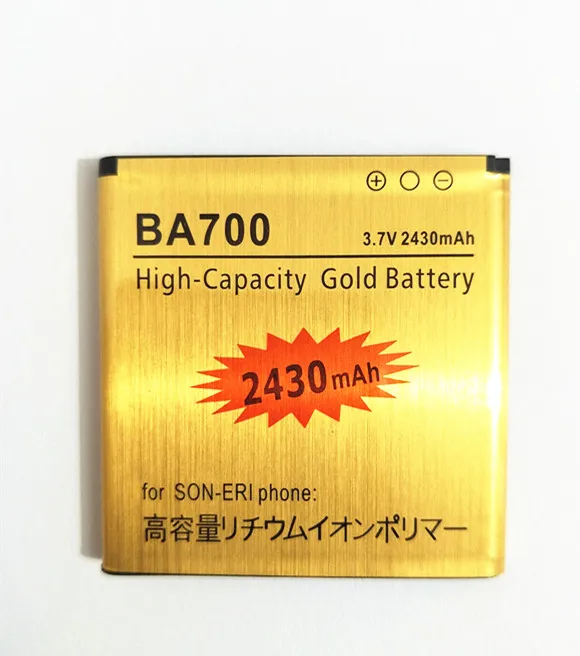 ⊕ ○ ⊖
BA700 3.7V 2430mAh
High-Capacity Gold Battery
2430mAh
for SON-ERI phone:
高容量リチウムイオンポリマー